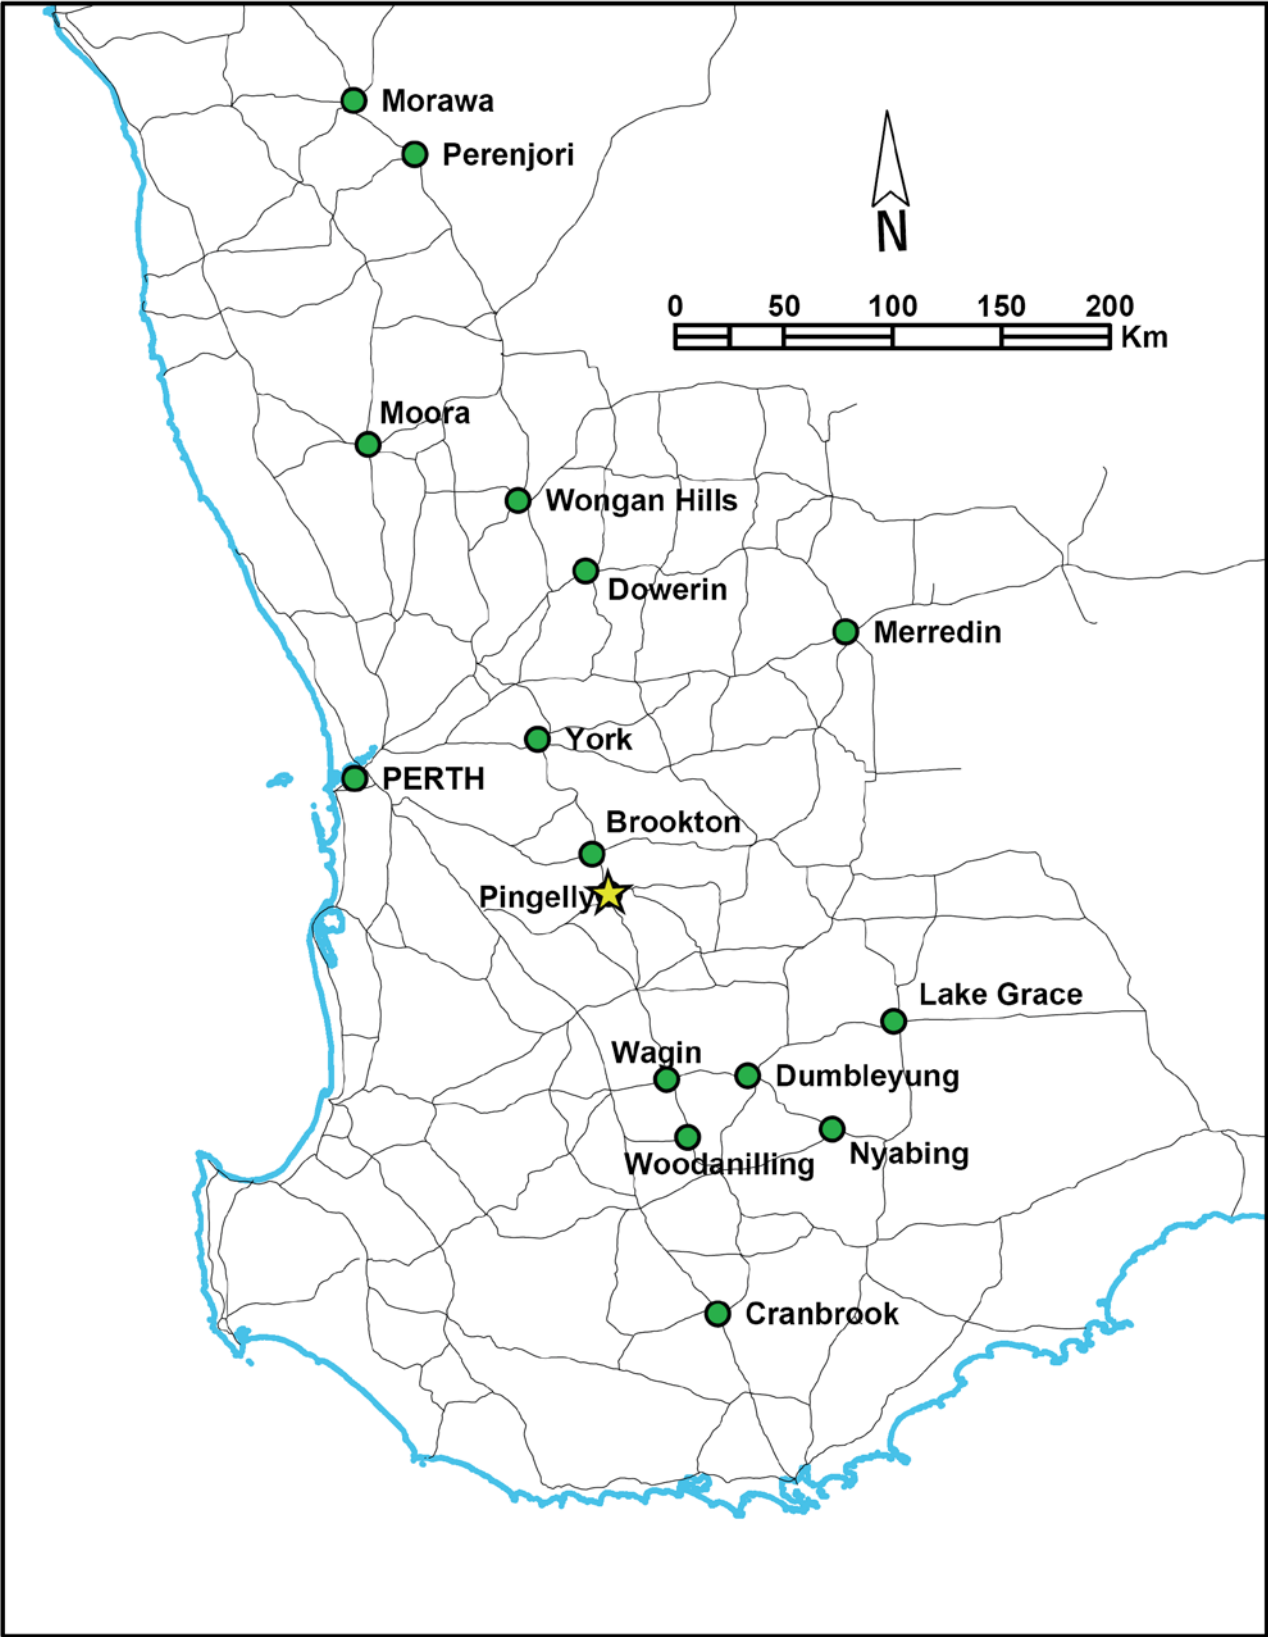 Morawa
Perenjori
N
0 50 100 150 200
Km
Moora
Wongan Hills
Dowerin
Merredin
York
PERTH
Brookton
Pingelly
Lake Grace
Wagin
Dumbleyung
Nyabing
Woodanilling
Cranbrook